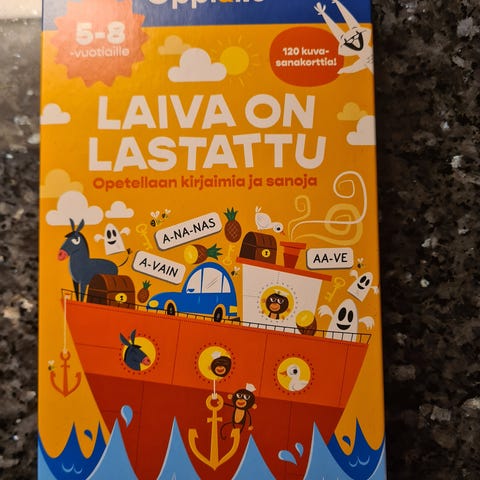 5-8
-vuotiaille
120 kuva-
sanakorttia!
LAIVA ON
LASTATTU
Opetellaan kirjaimia ja sanoja
A-NA-NAS
A-VAIN
AA-VE